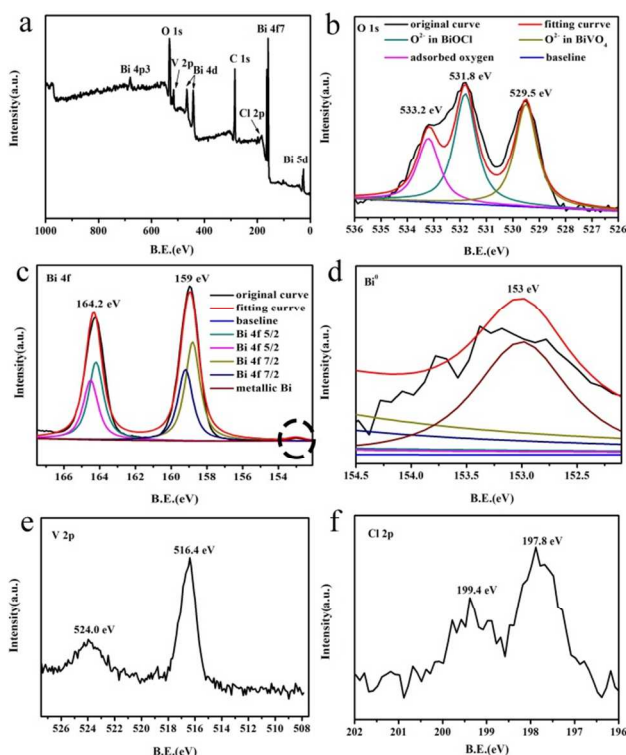 a
Bi 4p3
O 1s
V 2p
Bi 4d
C 1s
Cl 2p
Bi 4f7
Bi 5d
Intensity(a.u.)
1000 800 600 400 200 0
B.E.(eV)
b
O 1s
original curve
fitting currve
O2- in BiOCl
O2- in BiVO4
adsorbed oxygen
baseline
533.2 eV
531.8 eV
529.5 eV
Intensity(a.u.)
536 535 534 533 532 531 530 529 528 527 526
B.E.(eV)
c
Bi 4f
164.2 eV
159 eV
original curve
fitting currve
baseline
Bi 4f 5/2
Bi 4f 5/2
Bi 4f 7/2
Bi 4f 7/2
metallic Bi
Intensity(a.u.)
166 164 162 160 158 156 154
B.E.(eV)
d
Bi0
153 eV
Intensity(a.u.)
154.5 154.0 153.5 153.0 152.5
B.E.(eV)
e
V 2p
524.0 eV
516.4 eV
Intensity(a.u.)
526 524 522 520 518 516 514 512 510 508
B.E.(eV)
f
Cl 2p
199.4 eV
197.8 eV
Intensity(a.u.)
202 201 200 199 198 197 196
B.E.(eV)